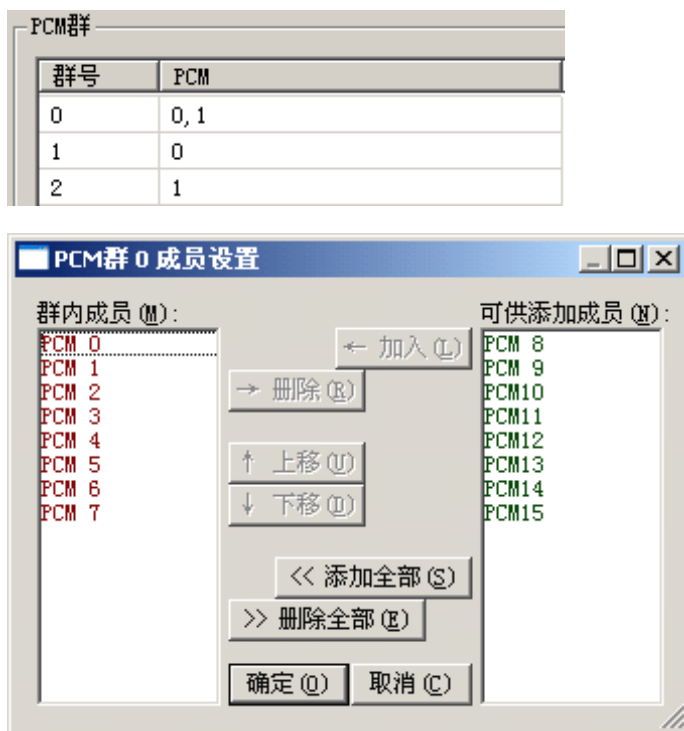 PCM群
群号 PCM
0 0,1
1 0
2 1
PCM群 0 成员设置
群内成员(M): 可供添加成员(N):
PCM 0
PCM 1
PCM 2
PCM 3
PCM 4
PCM 5
PCM 6
PCM 7
← 加入(L)
→ 删除(R)
↑ 上移(U)
↓ 下移(D)
<< 添加全部(S)
>> 删除全部(E)
确定(O) 取消(C)
PCM 8
PCM 9
PCM10
PCM11
PCM12
PCM13
PCM14
PCM15